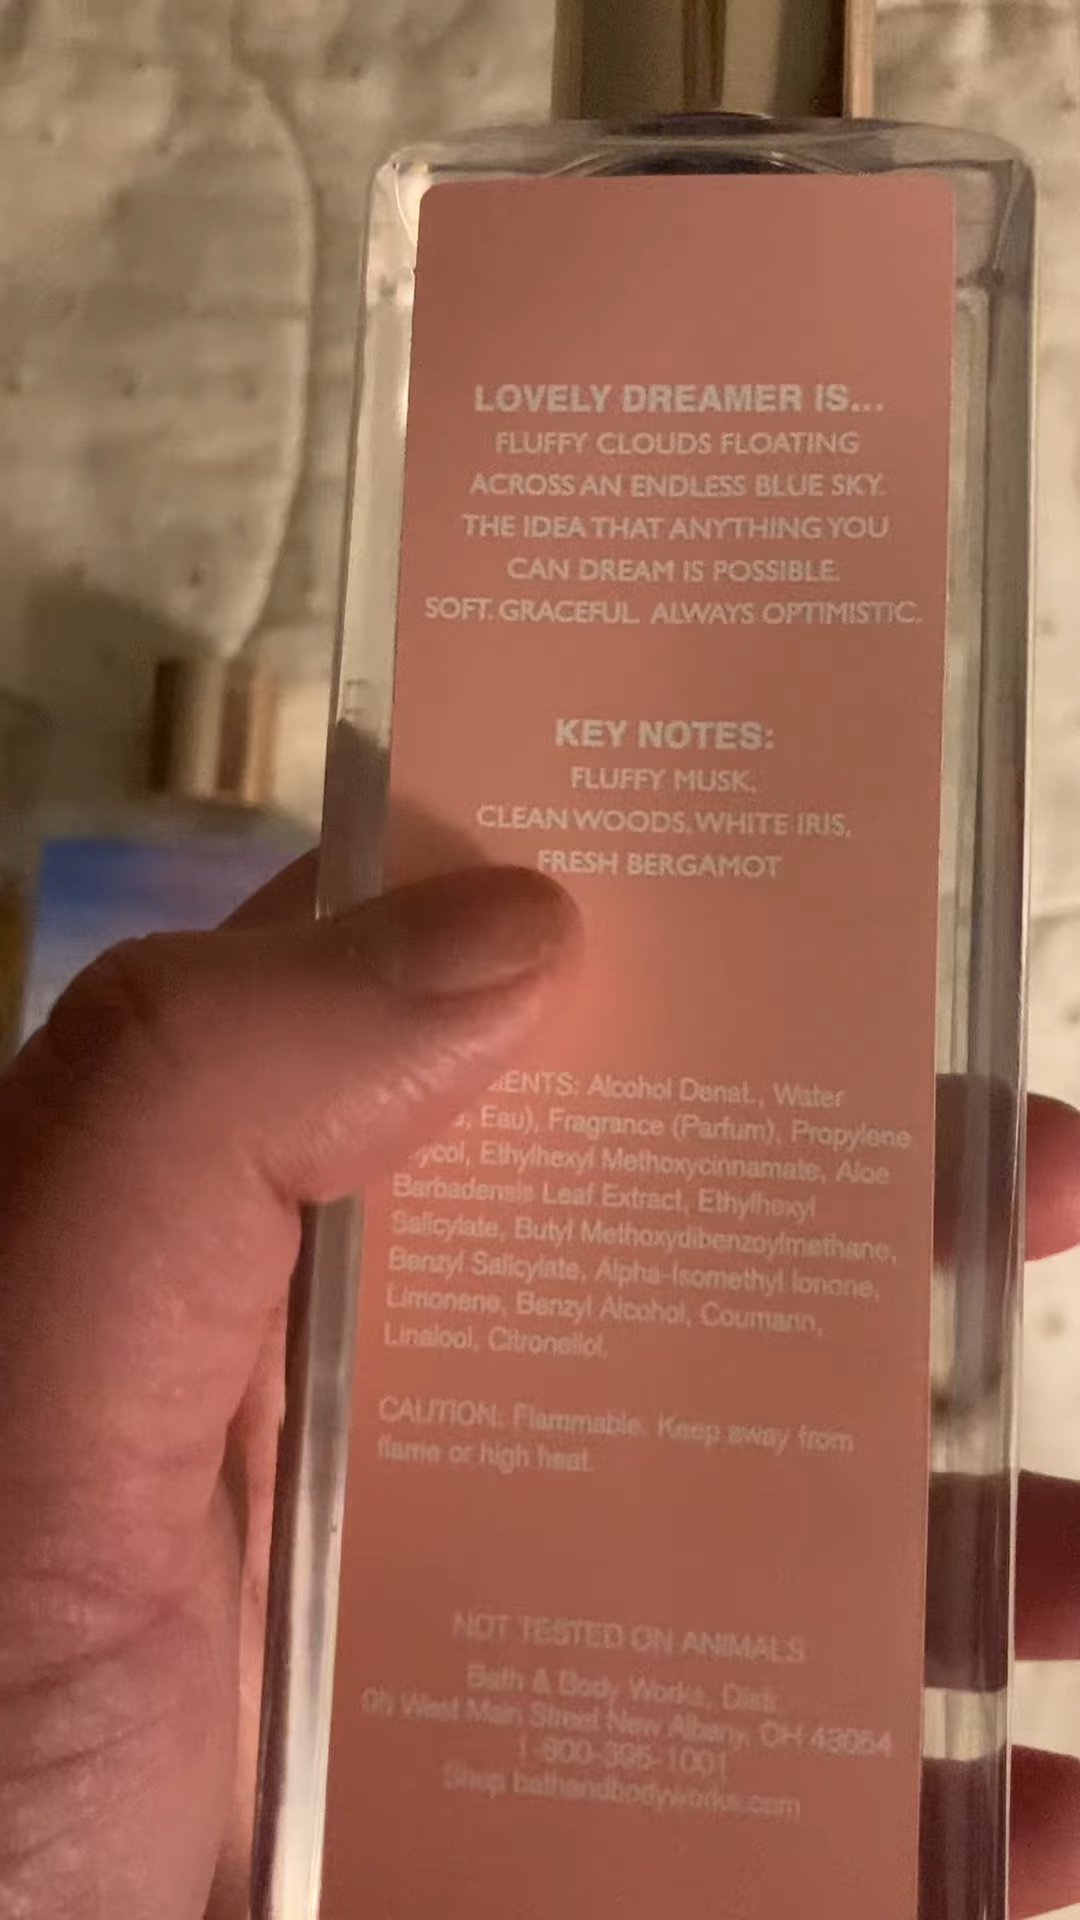 LOVELY DREAMER IS...
FLUFFY CLOUDS FLOATING
ACROSS AN ENDLESS BLUE SKY.
THE IDEA THAT ANYTHING YOU
CAN DREAM IS POSSIBLE.
SOFT. GRACEFUL. ALWAYS OPTIMISTIC.
KEY NOTES:
FLUFFY MUSK,
CLEAN WOODS, WHITE IRIS,
FRESH BERGAMOT
ENTS: Alcohol Denat., Water
Eau), Fragrance (Parfum), Propylene
ycol, Ethylhexyl Methoxycinnamate, Aloe
Barbadensis Leaf Extract, Ethylhexyl
Salicylate, Butyl Methoxydibenzoylmethane,
Benzyl Salicylate, Alpha-Isomethyl Ionone,
Limonene, Benzyl Alcohol, Coumarin,
Linalool, Citronellol.
CAUTION: Flammable. Keep away from
flame or high heat.
NOT TESTED ON ANIMALS
Bath & Body Works, Distr.
West Main Street New Albany, OH 43054
1-800-395-1001
Shop bathandbodyworks.com